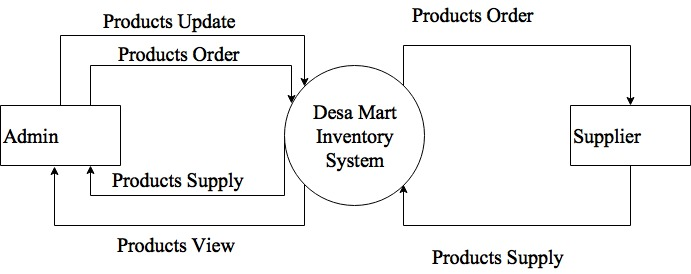 Products Update
Products Order
Products Order
Admin
Desa Mart
Inventory
System
Supplier
Products Supply
Products View
Products Supply